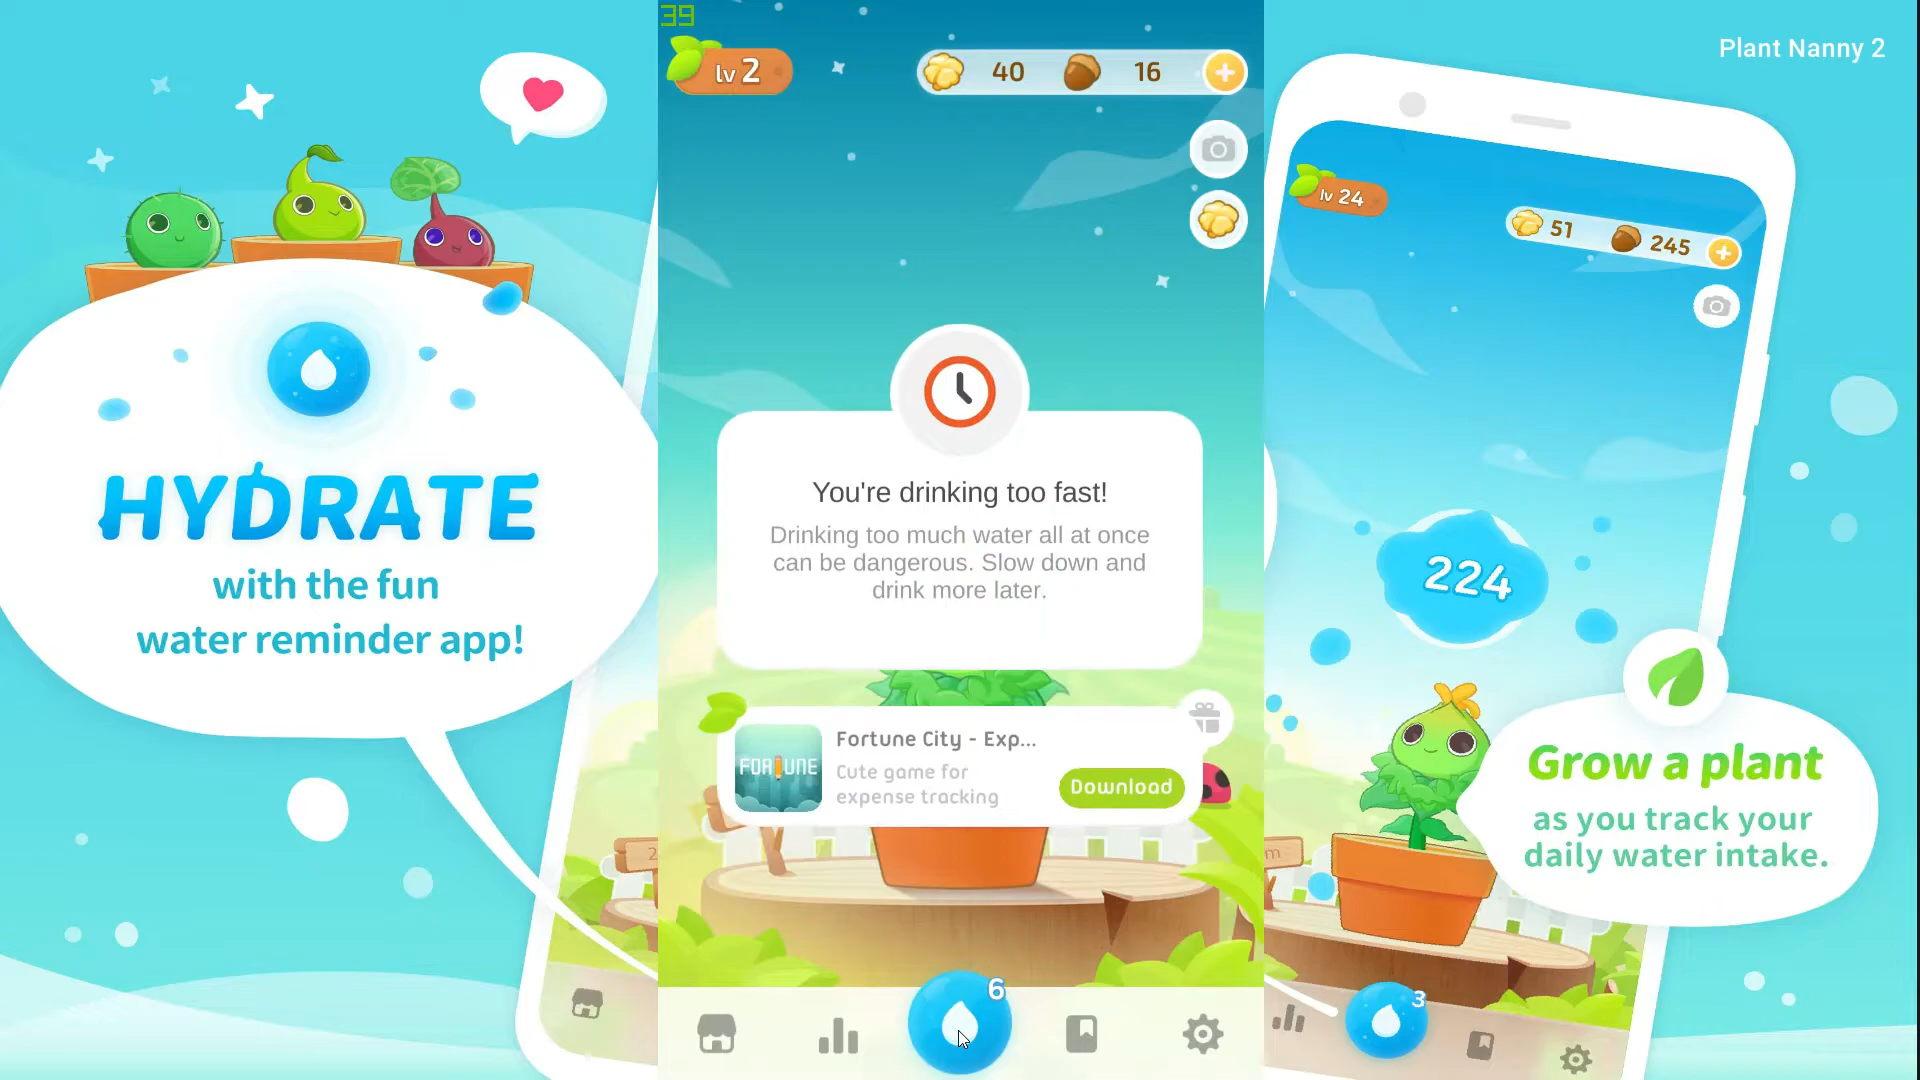 HYDRATE
with the fun
water reminder app!
39
lv 2
40
16
You're drinking too fast!
Drinking too much water all at once
can be dangerous. Slow down and
drink more later.
FORTUNE
Fortune City - Exp...
Cute game for
expense tracking
Download
6
2
Plant Nanny 2
lv 24
51
245
224
Grow a plant
as you track your
daily water intake.
m
3